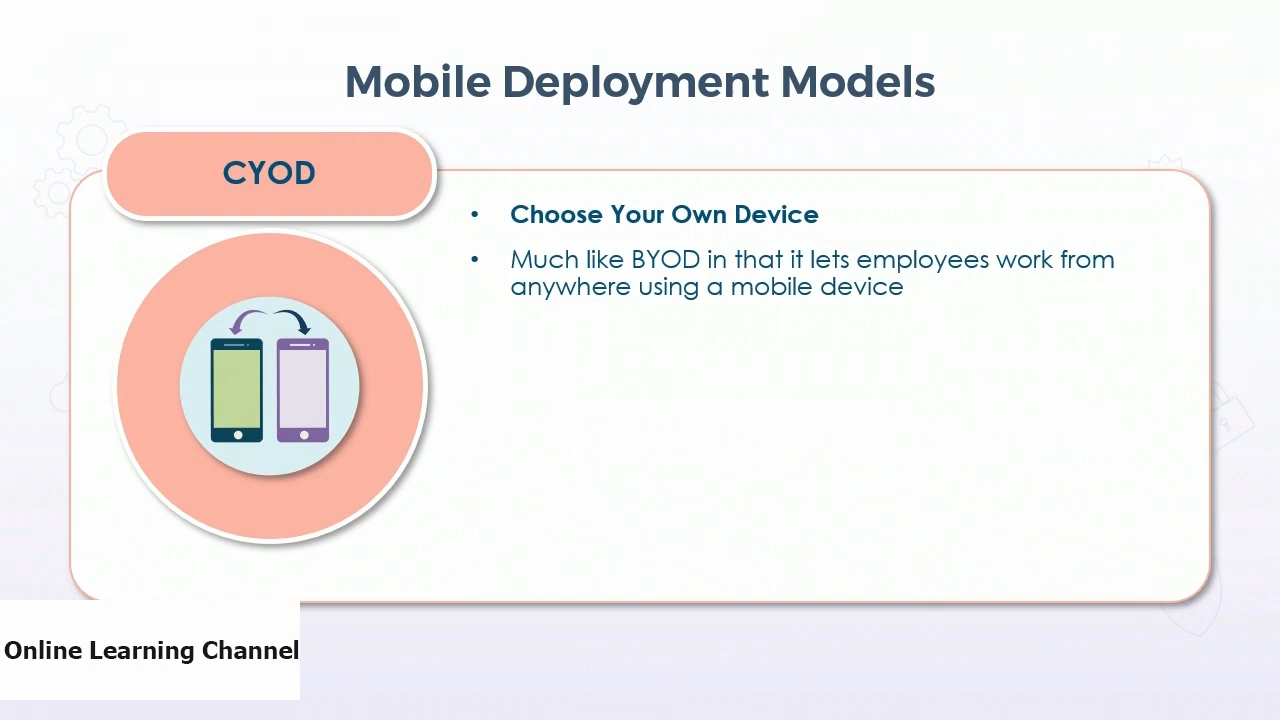 Mobile Deployment Models
CYOD
• Choose Your Own Device
• Much like BYOD in that it lets employees work from
anywhere using a mobile device
Online Learning Channel